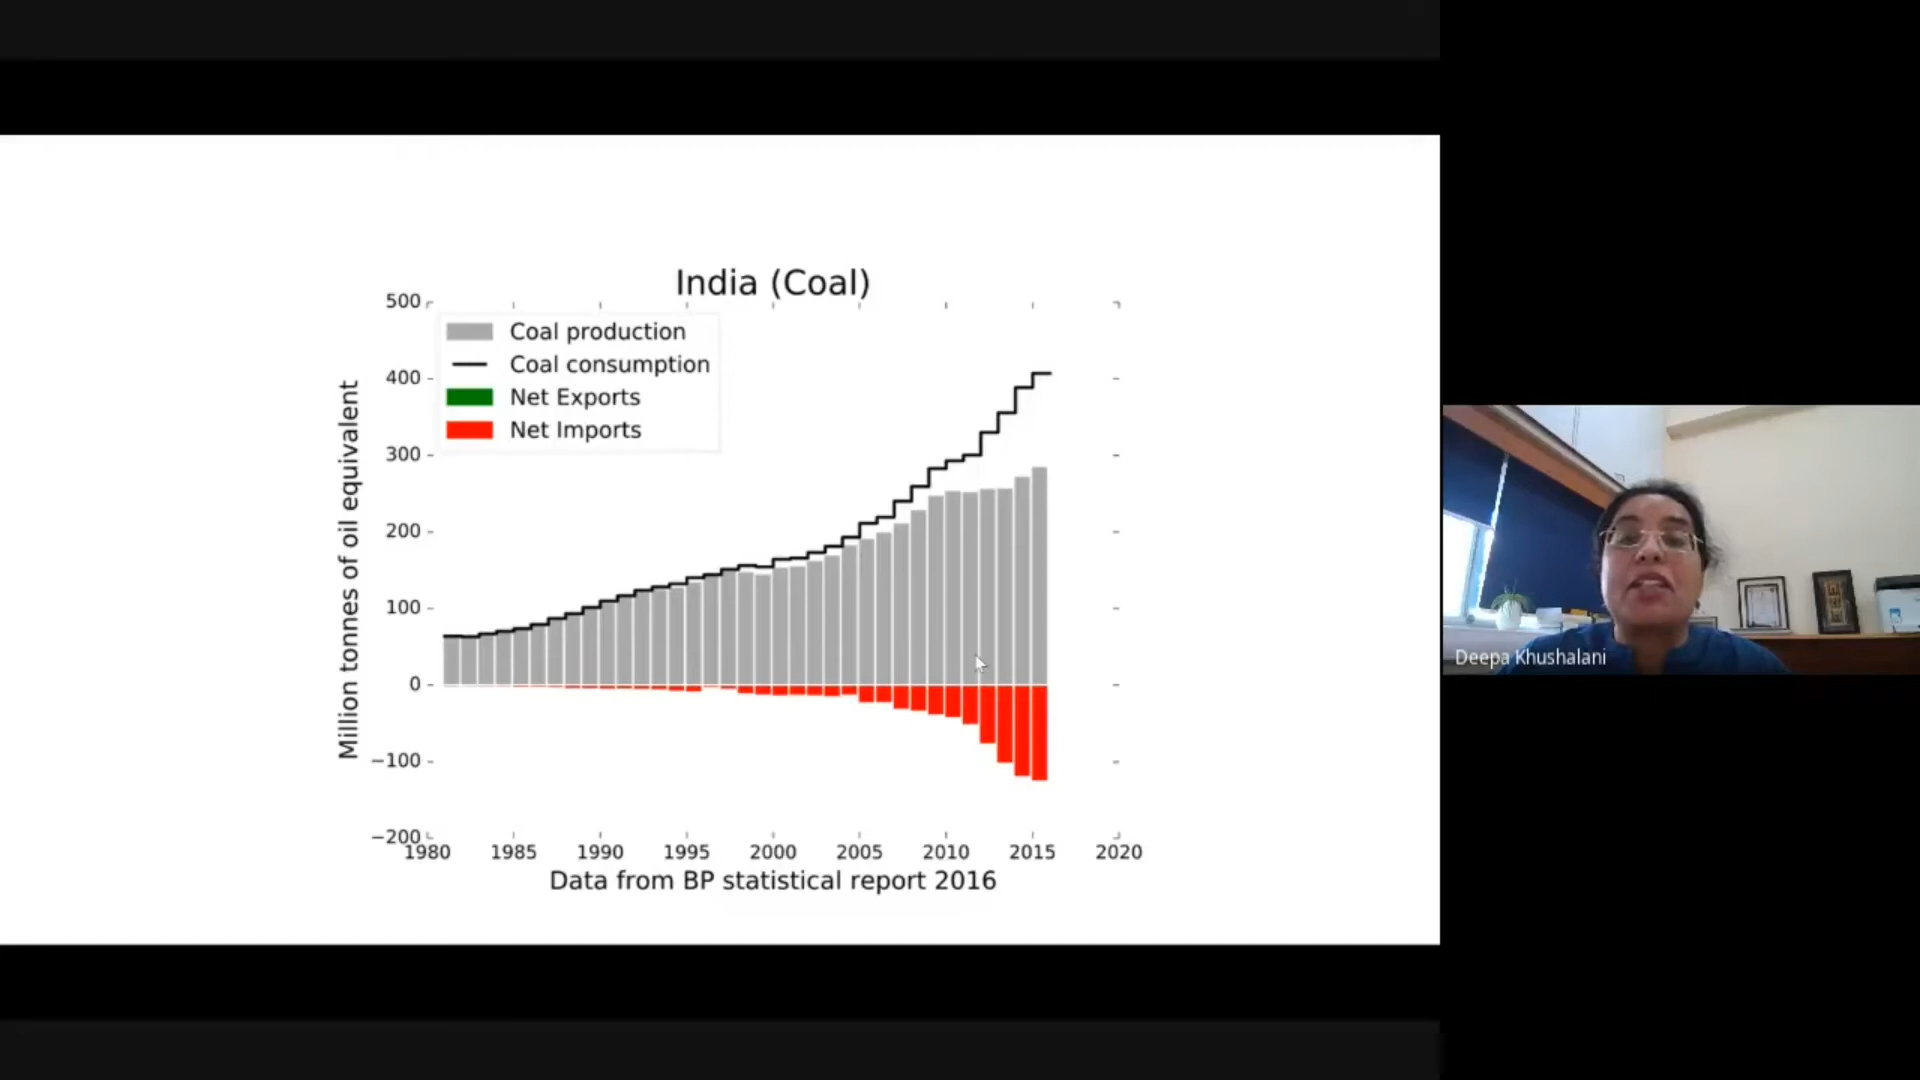 India (Coal)
500
400
300
200
100
0
−100
−200
Million tonnes of oil equivalent
Coal production
Coal consumption
Net Exports
Net Imports
1980 1985 1990 1995 2000 2005 2010 2015 2020
Data from BP statistical report 2016
Deepa Khushalani